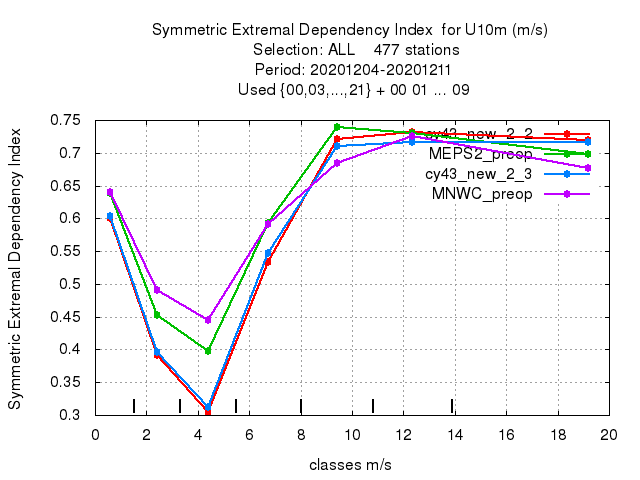 Symmetric Extremal Dependency Index for U10m (m/s)
Selection: ALL 477 stations
Period: 20201204-20201211
Used {00,03,...,21} + 00 01 ... 09
Symmetric Extremal Dependency Index
0.75
0.7
0.65
0.6
0.55
0.5
0.45
0.4
0.35
0.3
cy43_new_2_2
MEPS2_preop
cy43_new_2_3
MNWC_preop
0 2 4 6 8 10 12 14 16 18 20
classes m/s